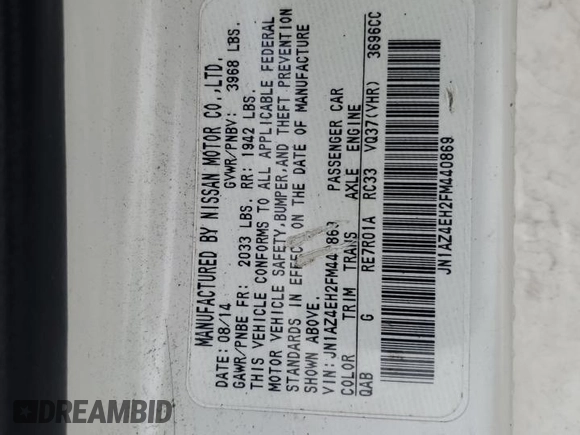 MANUFACTURED BY NISSAN MOTOR CO.,LTD.
DATE: 08/14 GVWR/PNBV: 3968 LBS.
GAWR/PNBE FR: 2033 LBS. RR: 1942 LBS.
THIS VEHICLE CONFORMS TO ALL APPLICABLE FEDERAL
MOTOR VEHICLE SAFETY,BUMPER,AND THEFT PREVENTION
STANDARDS IN EFFECT ON THE DATE OF MANUFACTURE
SHOWN ABOVE.
VIN: JN1AZ4EH2FM440869 PASSENGER CAR
COLOR TRIM TRANS AXLE ENGINE
QAB G RE7R01A RC33 VQ37(VHR) 3696CC
JN1AZ4EH2FM440869
DREAMBID